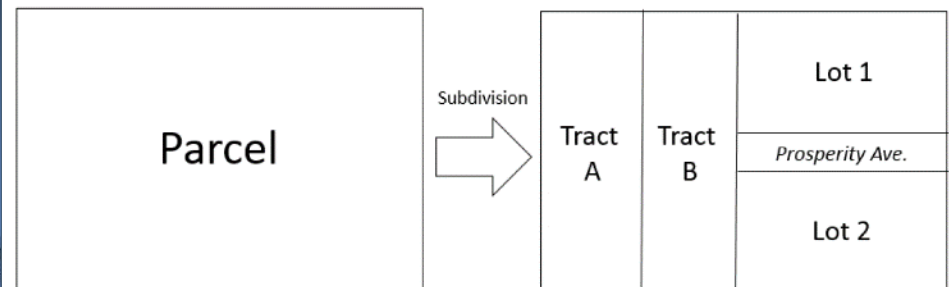 Parcel
Subdivision
Tract
A
Tract
B
Lot 1
Prosperity Ave.
Lot 2